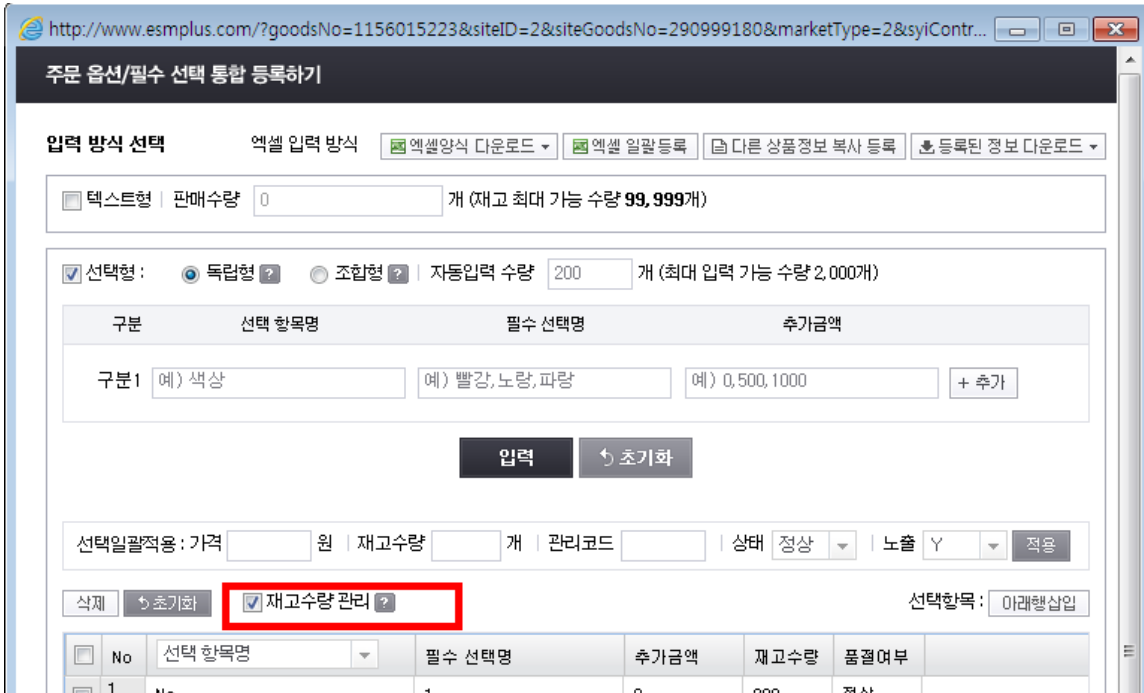 http://www.esmplus.com/?goodsNo=1156015223&siteID=2&siteGoodsNo=290999180&marketType=2&syiContr...
주문 옵션/필수 선택 통합 등록하기
입력 방식 선택 엑셀 입력 방식 엑셀양식 다운로드 엑셀 일괄등록 다른 상품정보 복사 등록 등록된 정보 다운로드
텍스트형 판매수량 0 개 (재고 최대 가능 수량 99,999개)
선택형 : 독립형 ? 조합형 ? 자동입력 수량 200 개 (최대 입력 가능 수량 2,000개)
구분 선택 항목명 필수 선택명 추가금액
구분1 예) 색상 예) 빨강,노랑,파랑 예) 0,500,1000 + 추가
입력 초기화
선택일괄적용 : 가격 원 재고수량 개 관리코드 상태 정상 노출 Y 적용
삭제 초기화 재고수량 관리 ? 선택항목 : 아래행삽입
No 선택 항목명 필수 선택명 추가금액 재고수량 품절여부